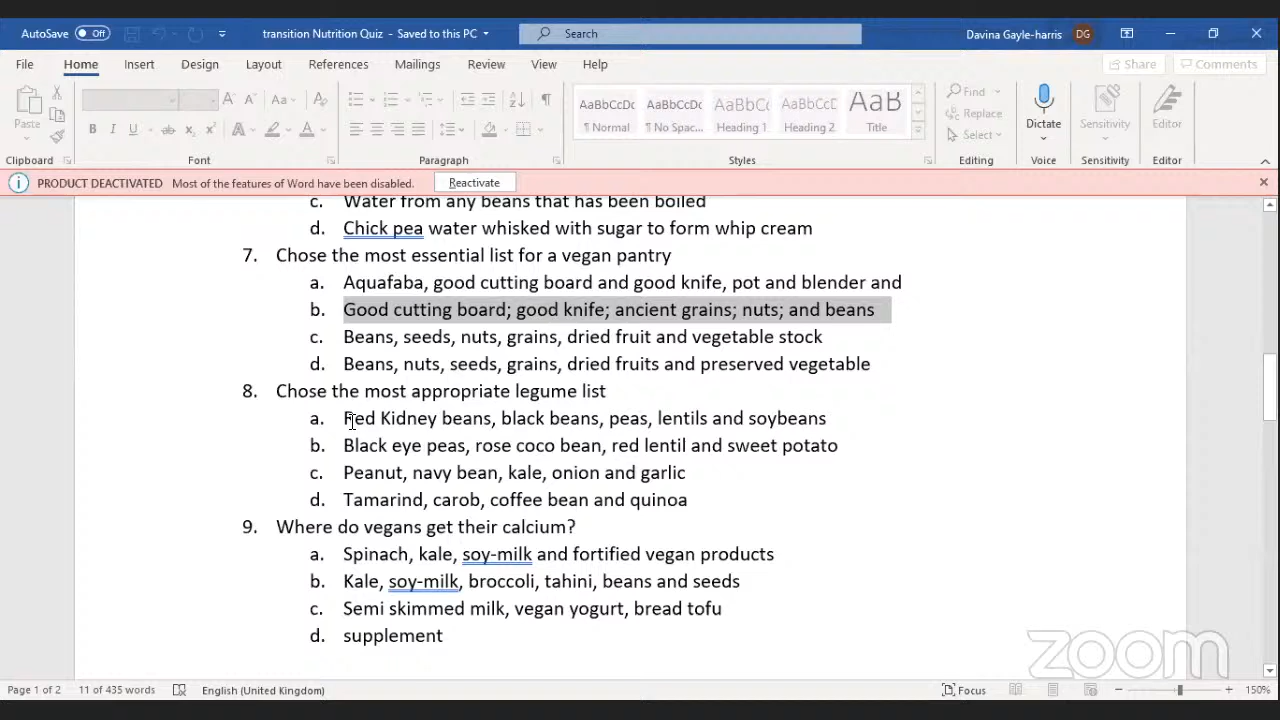 AutoSave Off transition Nutrition Quiz - Saved to this PC Search Davina Gayle-harris DG
File Home Insert Design Layout References Mailings Review View Help Share Comments
Paste
Clipboard
B I U ab x₂ x² A A
Aa
Font
Paragraph
AaBbCcDc AaBbCcDc AaBbCcC AaBbCcC AaB
¶ Normal ¶ No Spac... Heading 1 Heading 2 Title
Styles
Find
Replace
Select
Editing
Dictate
Voice
Sensitivity
Sensitivity
Editor
Editor
PRODUCT DEACTIVATED Most of the features of Word have been disabled. Reactivate
c. Water from any beans that has been boiled
d. Chick pea water whisked with sugar to form whip cream
7. Chose the most essential list for a vegan pantry
a. Aquafaba, good cutting board and good knife, pot and blender and
b. Good cutting board; good knife; ancient grains; nuts; and beans
c. Beans, seeds, nuts, grains, dried fruit and vegetable stock
d. Beans, nuts, seeds, grains, dried fruits and preserved vegetable
8. Chose the most appropriate legume list
a. Red Kidney beans, black beans, peas, lentils and soybeans
b. Black eye peas, rose coco bean, red lentil and sweet potato
c. Peanut, navy bean, kale, onion and garlic
d. Tamarind, carob, coffee bean and quinoa
9. Where do vegans get their calcium?
a. Spinach, kale, soy-milk and fortified vegan products
b. Kale, soy-milk, broccoli, tahini, beans and seeds
c. Semi skimmed milk, vegan yogurt, bread tofu
d. supplement
zoom
Page 1 of 2 11 of 435 words English (United Kingdom) Focus 150%